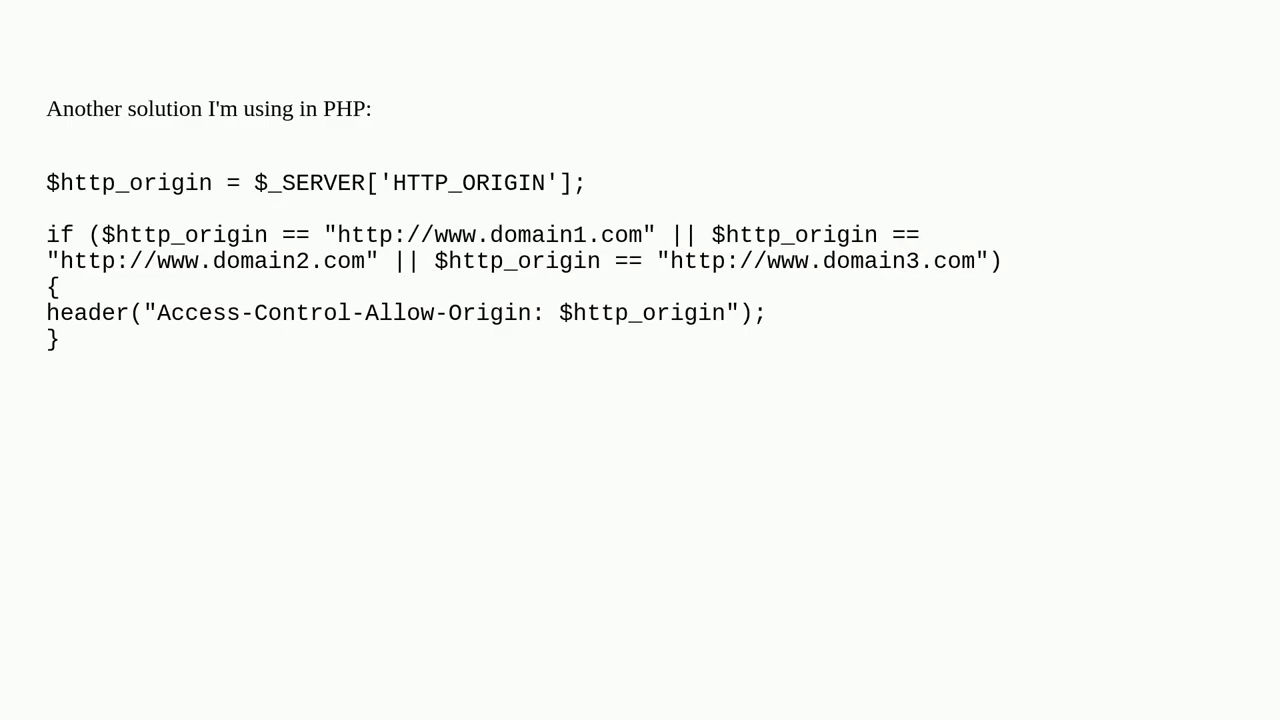 Another solution I'm using in PHP:
$http_origin = $_SERVER['HTTP_ORIGIN'];
if ($http_origin == "http://www.domain1.com" || $http_origin ==
"http://www.domain2.com" || $http_origin == "http://www.domain3.com")
{
header("Access-Control-Allow-Origin: $http_origin");
}